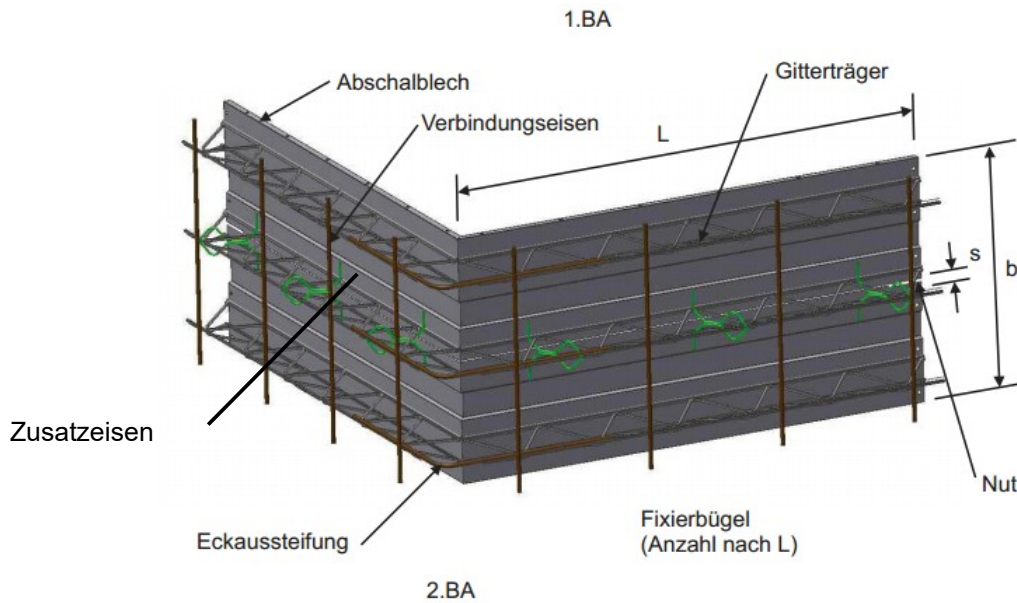 1.BA
Abschalblech
Gitterträger
Verbindungseisen
L
s
b
Zusatzeisen
Nut
Eckaussteifung
Fixierbügel
(Anzahl nach L)
2.BA